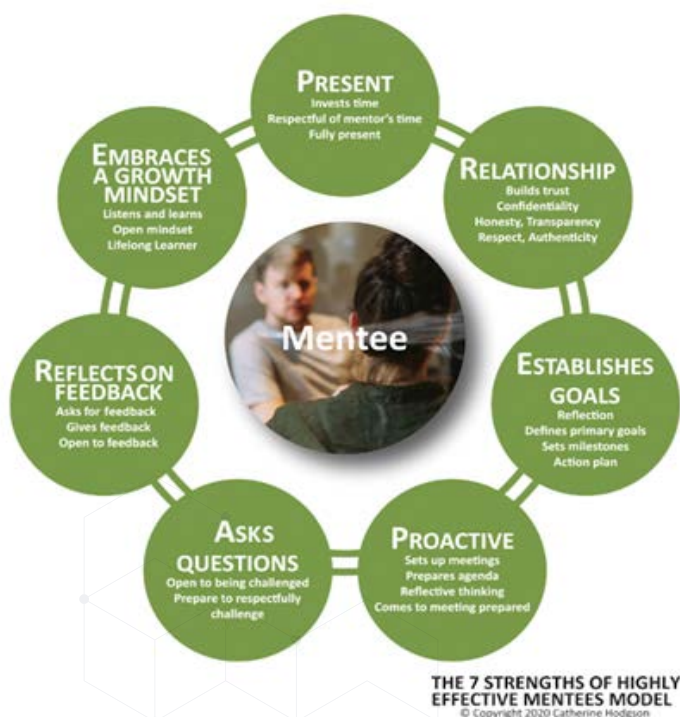 PRESENT
Invests time
Respectful of mentor's time
Fully present
RELATIONSHIP
Builds trust
Confidentiality
Honesty, Transparency
Respect, Authenticity
ESTABLISHES
GOALS
Reflection
Defines primary goals
Sets milestones
Action plan
PROACTIVE
Sets up meetings
Prepares agenda
Reflective thinking
Comes to meeting prepared
ASKS
QUESTIONS
Open to being challenged
Prepare to respectfully
challenge
REFLECTS ON
FEEDBACK
Asks for feedback
Gives feedback
Open to feedback
EMBRACES
A GROWTH
MINDSET
Listens and learns
Open mindset
Lifelong Learner
Mentee
THE 7 STRENGTHS OF HIGHLY
EFFECTIVE MENTEES MODEL
© Copyright 2020 Catherine Hodgson